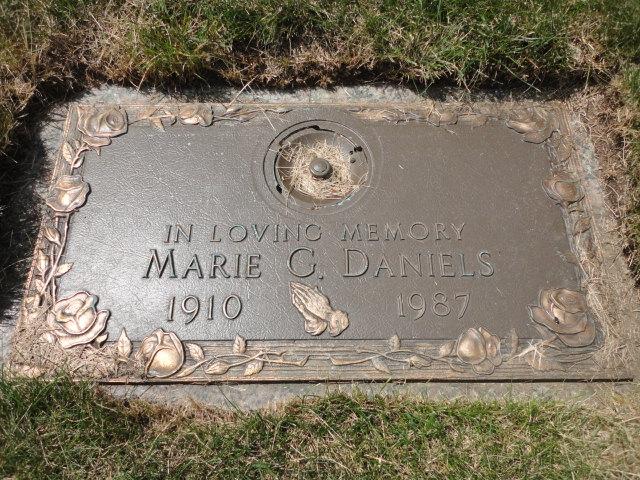 IN LOVING MEMORY
MARIE G. DANIELS
1910 1987